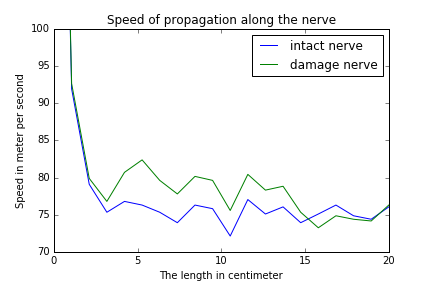 Speed of propagation along the nerve
100
95
90
85
80
75
70
Speed in meter per second
intact nerve
damage nerve
0
5
10
15
20
The length in centimeter